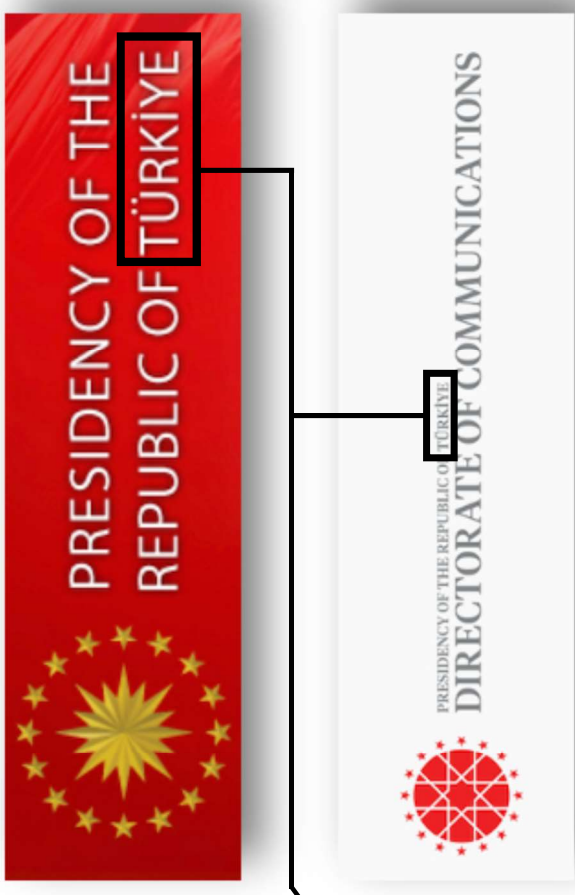 PRESIDENCY OF THE
REPUBLIC OF TÜRKİYE
PRESIDENCY OF THE REPUBLIC OF TÜRKİYE
DIRECTORATE OF COMMUNICATIONS